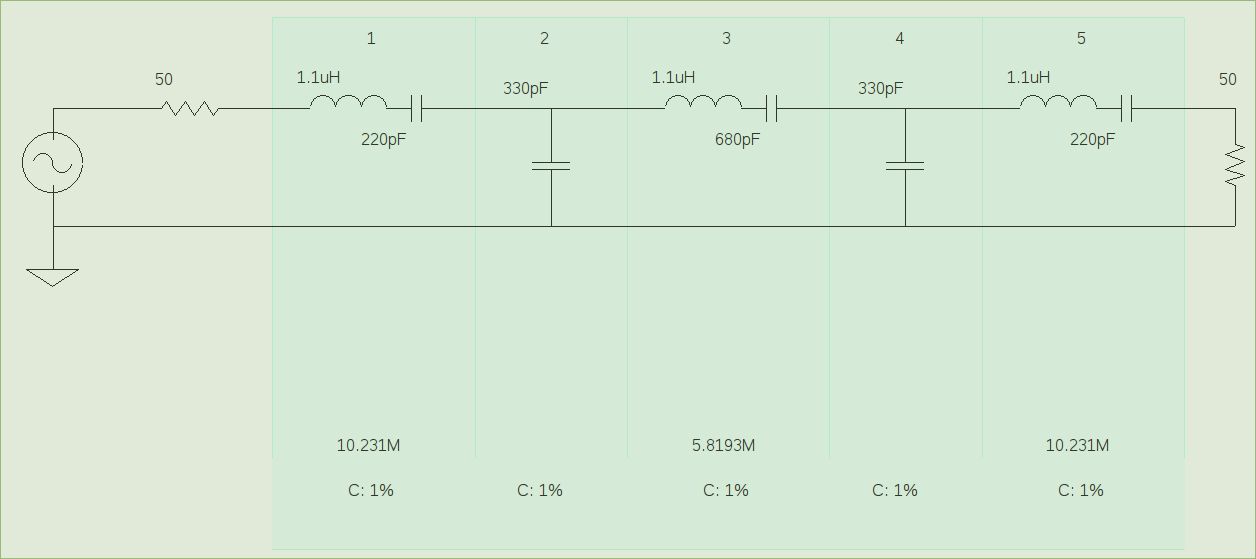 1 2 3 4 5
50 1.1uH 330pF 1.1uH 330pF 1.1uH 50
220pF 680pF 220pF
10.231M 5.8193M 10.231M
C: 1% C: 1% C: 1% C: 1% C: 1%